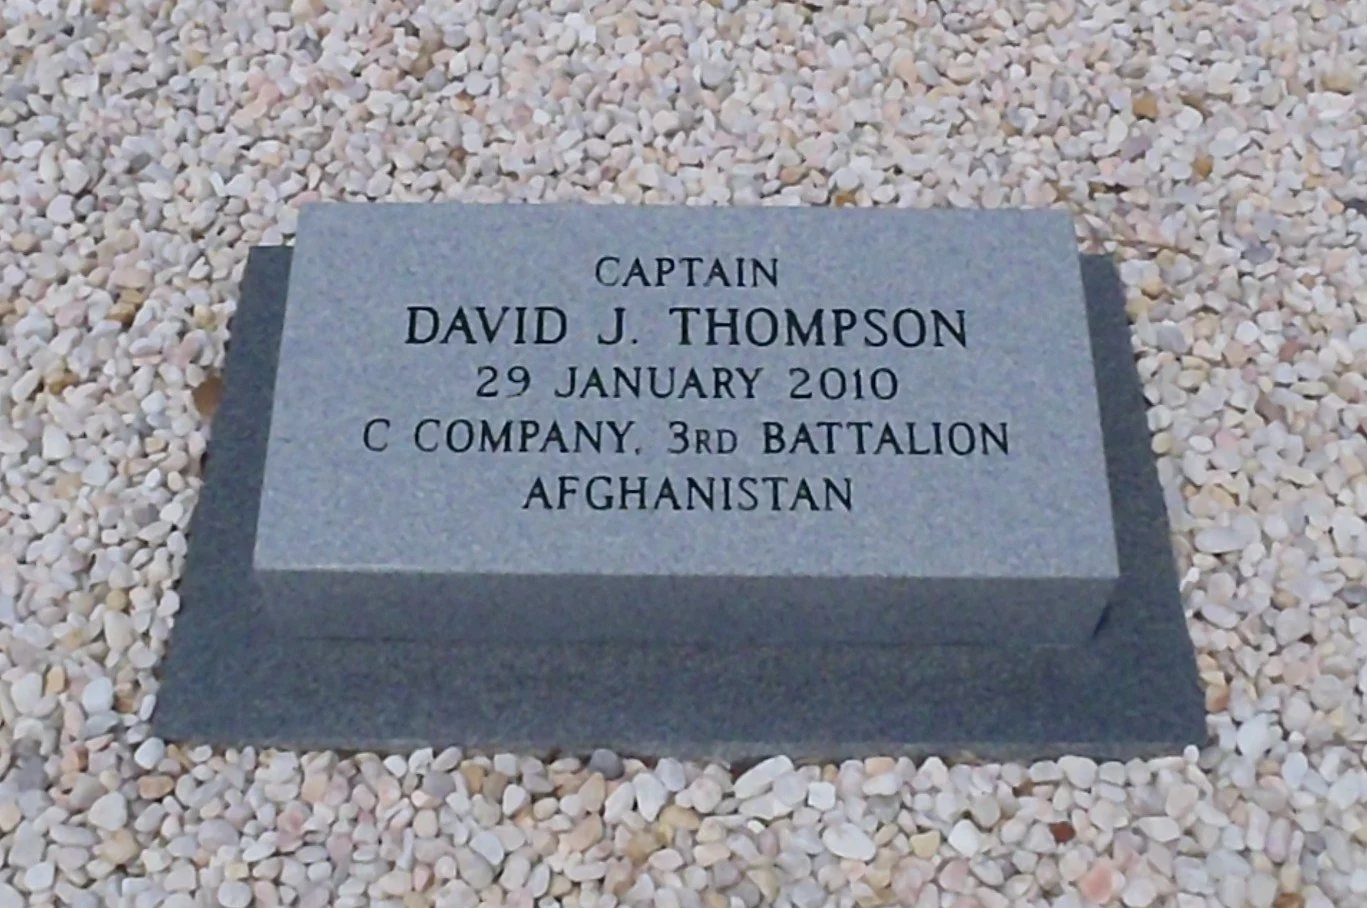 CAPTAIN
DAVID J. THOMPSON
29 JANUARY 2010
C COMPANY, 3RD BATTALION
AFGHANISTAN